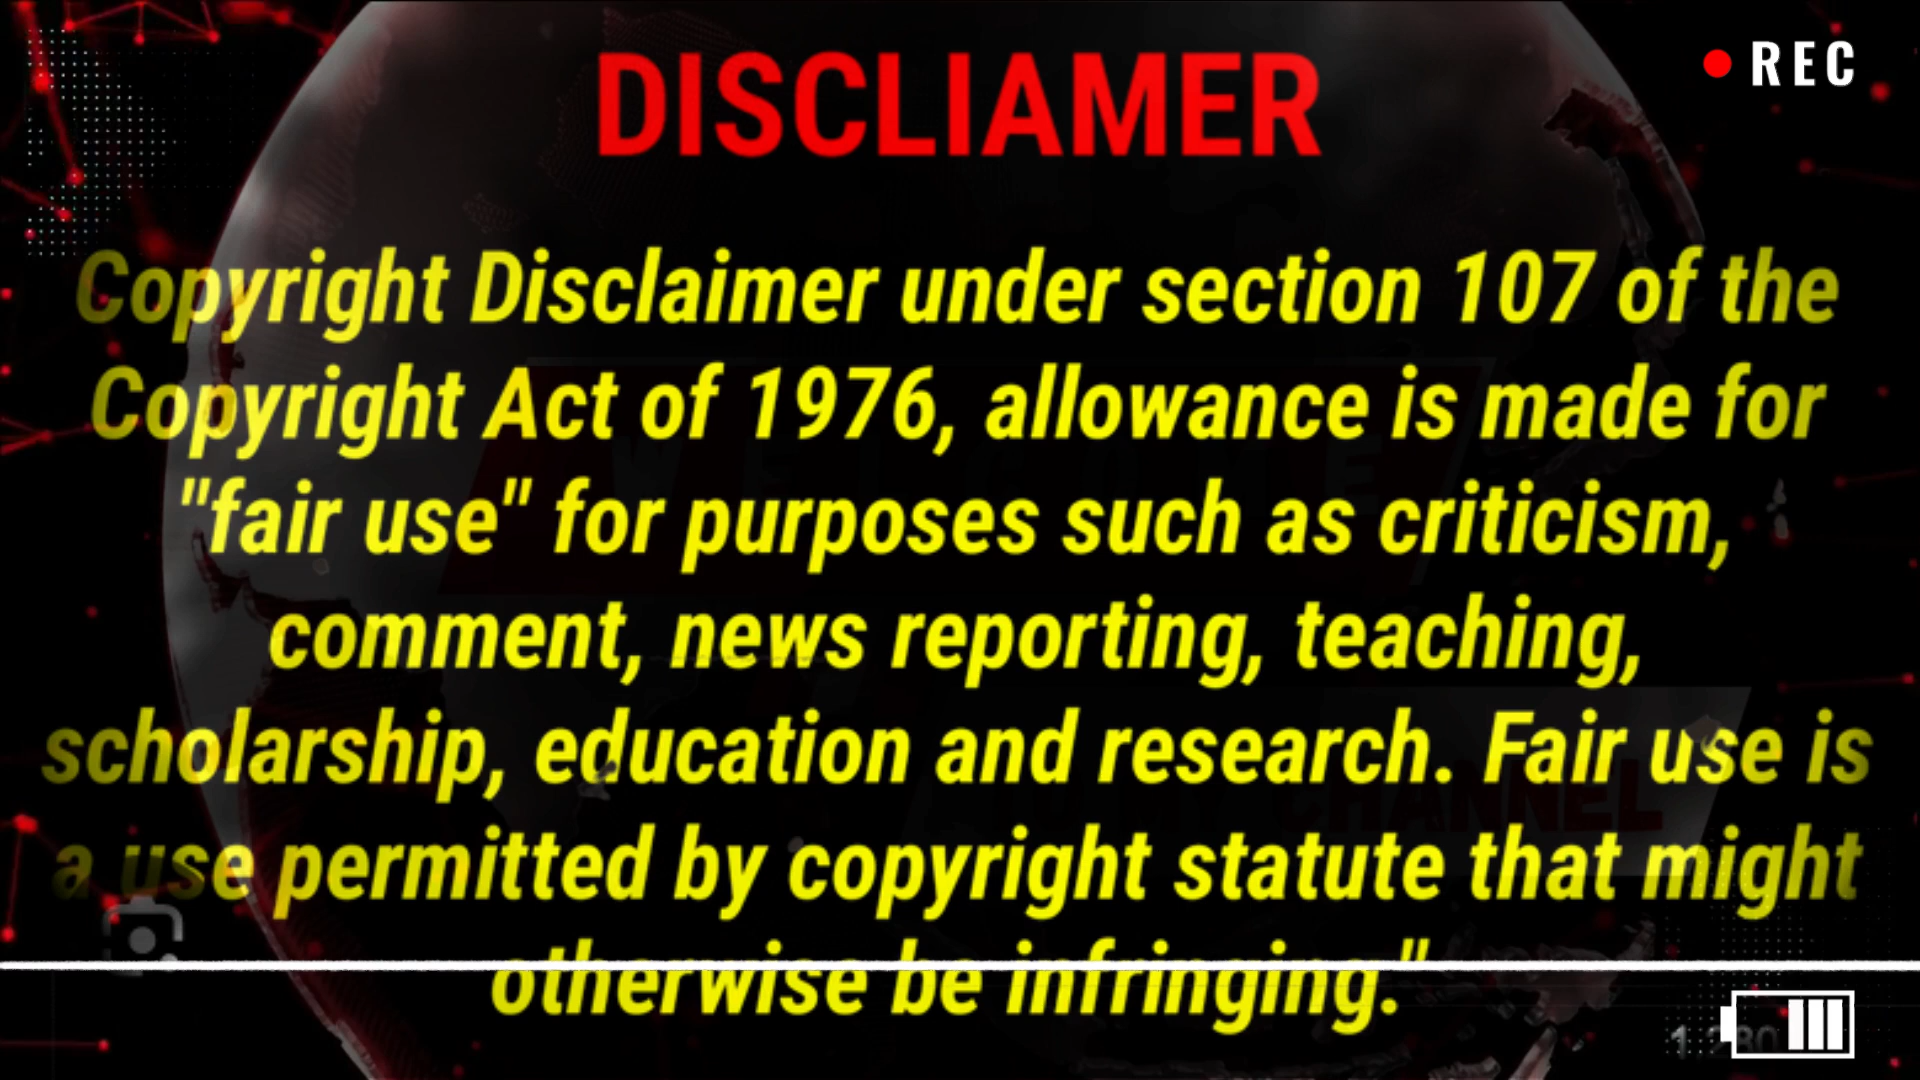 DISCLIAMER
REC
Copyright Disclaimer under section 107 of the
Copyright Act of 1976, allowance is made for
"fair use" for purposes such as criticism,
comment, news reporting, teaching,
scholarship, education and research. Fair use is
a use permitted by copyright statute that might
otherwise be infringing."
CHANNEL